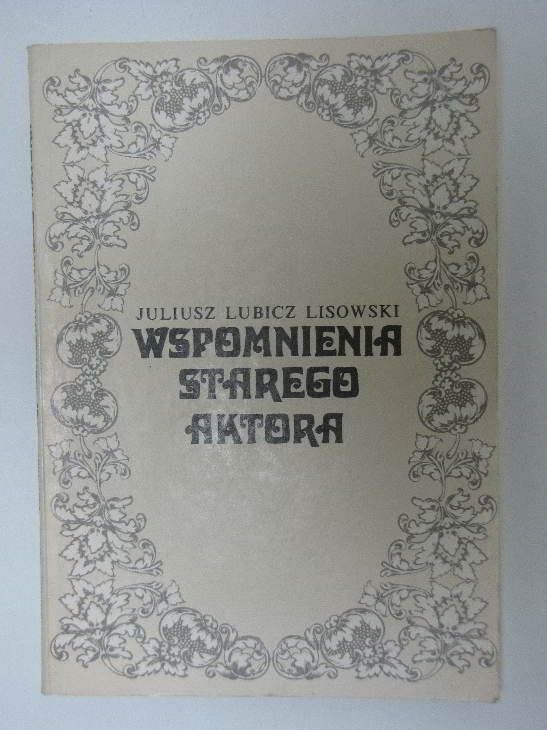 JULIUSZ LUBICZ LISOWSKI
WSPOMNIENIA
STAREGO
AKTORA